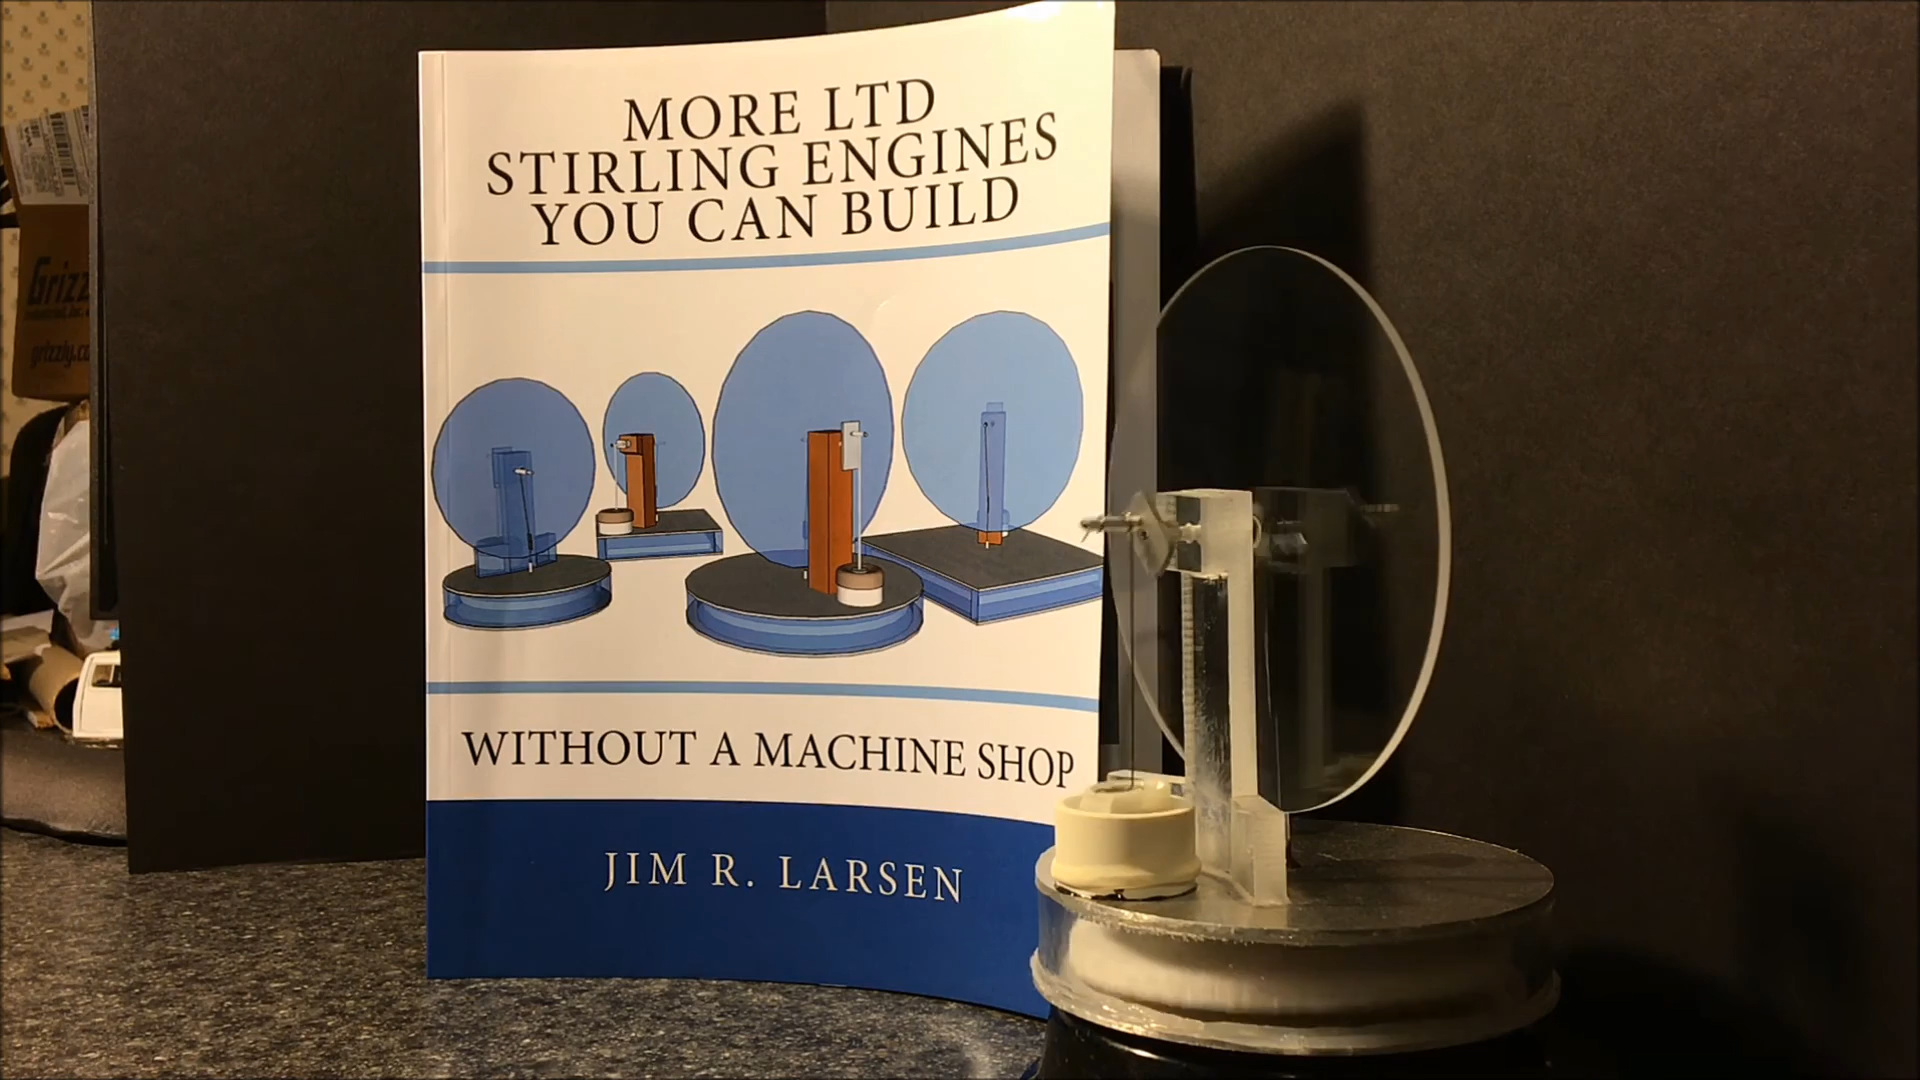 MORE LTD
STIRLING ENGINES
YOU CAN BUILD
WITHOUT A MACHINE SHOP
JIM R. LARSEN